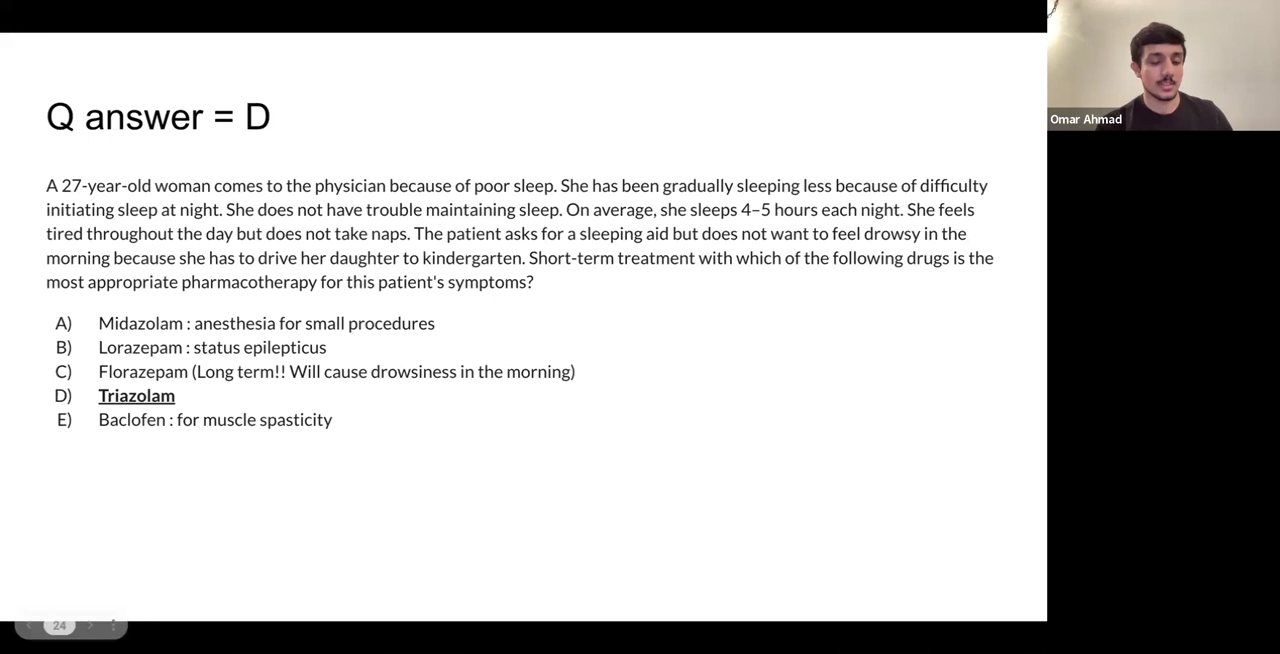 Q answer = D
A 27-year-old woman comes to the physician because of poor sleep. She has been gradually sleeping less because of difficulty
initiating sleep at night. She does not have trouble maintaining sleep. On average, she sleeps 4–5 hours each night. She feels
tired throughout the day but does not take naps. The patient asks for a sleeping aid but does not want to feel drowsy in the
morning because she has to drive her daughter to kindergarten. Short-term treatment with which of the following drugs is the
most appropriate pharmacotherapy for this patient's symptoms?
A) Midazolam : anesthesia for small procedures
B) Lorazepam : status epilepticus
C) Florazepam (Long term!! Will cause drowsiness in the morning)
D) Triazolam
E) Baclofen : for muscle spasticity
Omar Ahmad
24